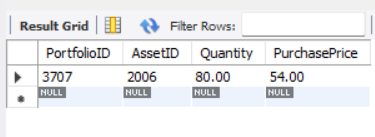 Result Grid Filter Rows:
PortfolioID AssetID Quantity PurchasePrice
3707 2006 80.00 54.00
NULL NULL NULL NULL